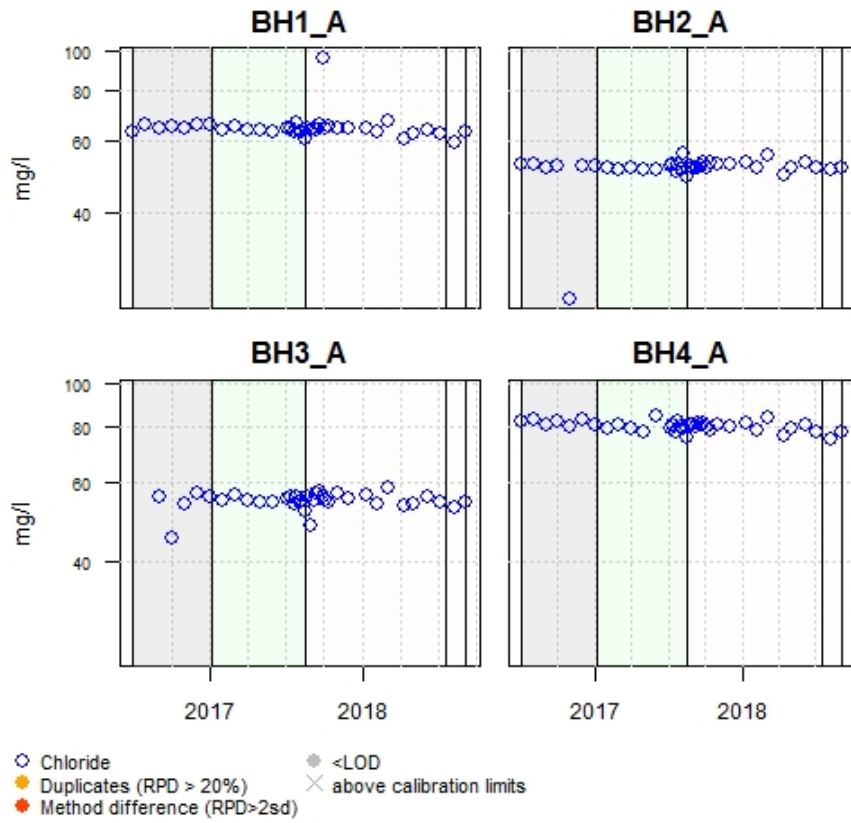 BH1_A BH2_A
100
80
60
40
mg/l
BH3_A BH4_A
100
80
60
40
mg/l
2017 2018 2017 2018
Chloride <LOD
Duplicates (RPD > 20%) above calibration limits
Method difference (RPD>2sd)